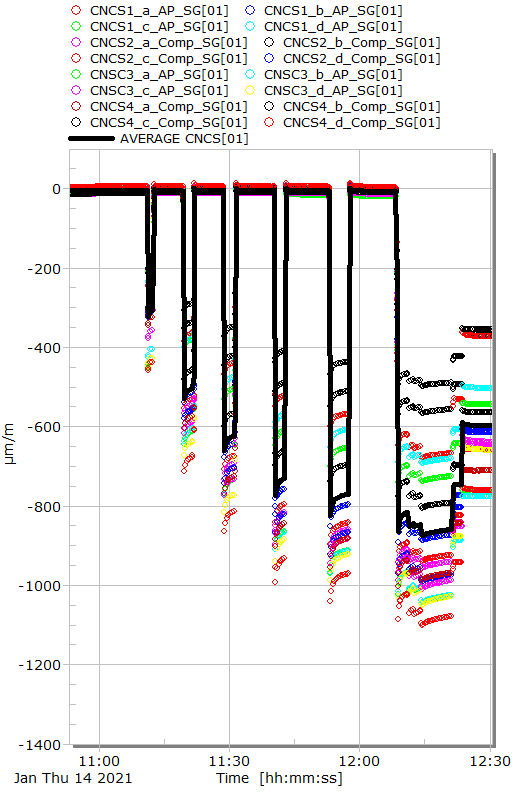 CNCS1_a_AP_SG[01] CNCS1_b_AP_SG[01]
CNCS1_c_AP_SG[01] CNCS1_d_AP_SG[01]
CNCS2_a_Comp_SG[01] CNCS2_b_Comp_SG[01]
CNCS2_c_Comp_SG[01] CNCS2_d_Comp_SG[01]
CNSC3_a_AP_SG[01] CNSC3_b_AP_SG[01]
CNSC3_c_AP_SG[01] CNSC3_d_AP_SG[01]
CNCS4_a_Comp_SG[01] CNCS4_b_Comp_SG[01]
CNCS4_c_Comp_SG[01] CNCS4_d_Comp_SG[01]
AVERAGE CNCS[01]
0
-200
-400
-600
-800
-1000
-1200
-1400
µm/m
11:00 11:30 12:00 12:30
Jan Thu 14 2021 Time [hh:mm:ss]